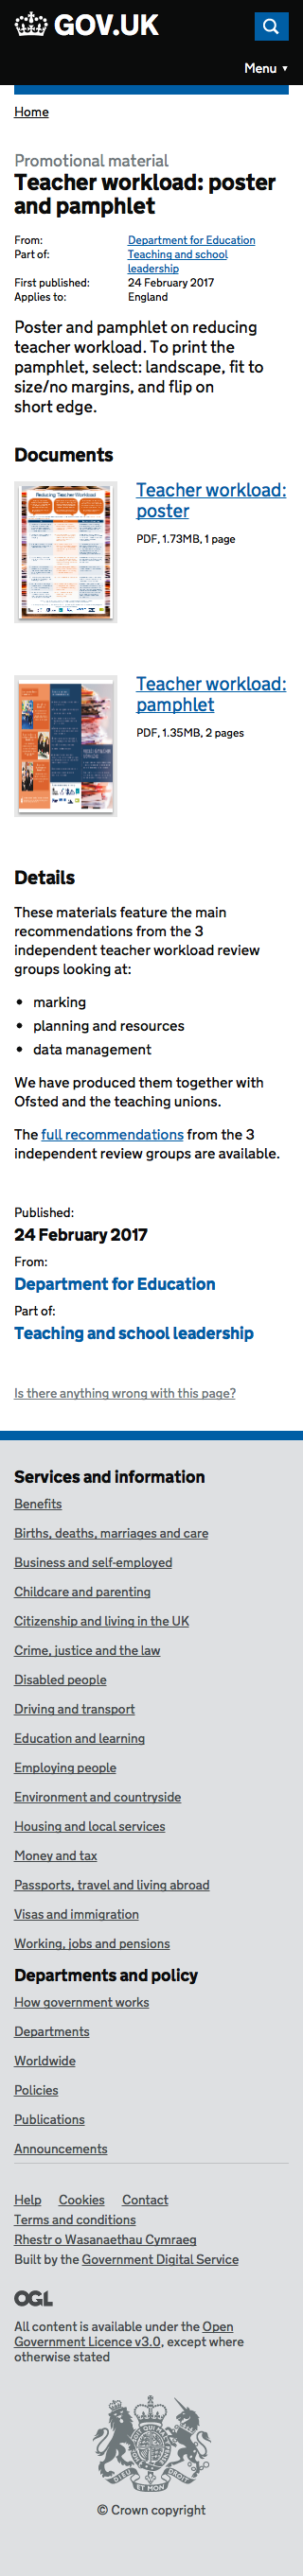 GOV.UK
Menu ▼
Home
Promotional material
Teacher workload: poster
and pamphlet
From: Department for Education
Part of: Teaching and school
leadership
First published: 24 February 2017
Applies to: England
Poster and pamphlet on reducing
teacher workload. To print the
pamphlet, select: landscape, fit to
size/no margins, and flip on
short edge.
Documents
Reducing Teacher Workload
Teacher workload:
poster
PDF, 1.73MB, 1 page
Teacher workload:
pamphlet
PDF, 1.35MB, 2 pages
Details
These materials feature the main
recommendations from the 3
independent teacher workload review
groups looking at:
• marking
• planning and resources
• data management
We have produced them together with
Ofsted and the teaching unions.
The full recommendations from the 3
independent review groups are available.
Published:
24 February 2017
From:
Department for Education
Part of:
Teaching and school leadership
Is there anything wrong with this page?
Services and information
Benefits
Births, deaths, marriages and care
Business and self-employed
Childcare and parenting
Citizenship and living in the UK
Crime, justice and the law
Disabled people
Driving and transport
Education and learning
Employing people
Environment and countryside
Housing and local services
Money and tax
Passports, travel and living abroad
Visas and immigration
Working, jobs and pensions
Departments and policy
How government works
Departments
Worldwide
Policies
Publications
Announcements
Help Cookies Contact
Terms and conditions
Rhestr o Wasanaethau Cymraeg
Built by the Government Digital Service
OGL
All content is available under the Open
Government Licence v3.0, except where
otherwise stated
DIEU ET MON
© Crown copyright